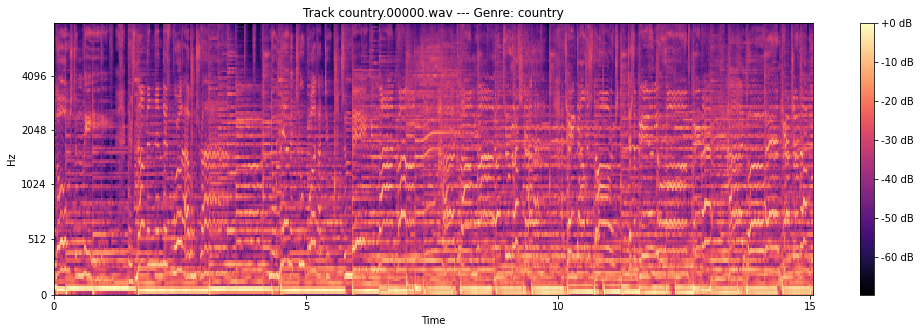 Track country.00000.wav --- Genre: country
Hz
4096
2048
1024
512
0
0
5
10
15
Time
+0 dB
-10 dB
-20 dB
-30 dB
-40 dB
-50 dB
-60 dB